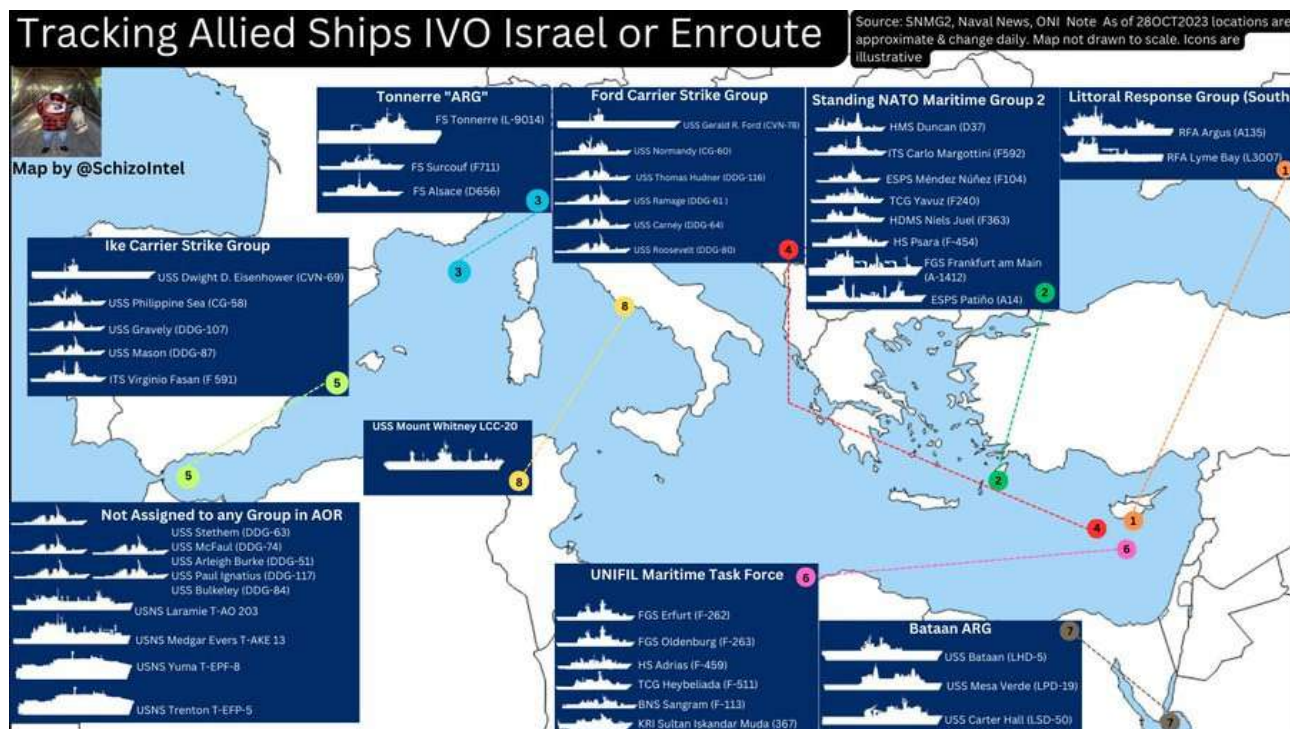 Tracking Allied Ships IVO Israel or Enroute
Source: SNMG2, Naval News, ONI Note As of 28OCT2023 locations are
approximate & change daily. Map not drawn to scale. Icons are
illustrative
Map by @SchizoIntel
Tonnerre "ARG"
FS Tonnerre (L-9014)
FS Surcouf (F711)
FS Alsace (D656)
3
3
Ford Carrier Strike Group
USS Gerald R. Ford (CVN-78)
USS Normandy (CG-60)
USS Thomas Hudner (DDG-116)
USS Ramage (DDG-61 )
USS Carney (DDG-64)
USS Roosevelt (DDG-80)
4
4
Standing NATO Maritime Group 2
HMS Duncan (D37)
ITS Carlo Margottini (F592)
ESPS Méndez Núñez (F104)
TCG Yavuz (F240)
HDMS Niels Juel (F363)
HS Psara (F-454)
FGS Frankfurt am Main
(A-1412)
ESPS Patiño (A14)
2
2
Littoral Response Group (South
RFA Argus (A135)
RFA Lyme Bay (L3007)
1
1
Ike Carrier Strike Group
USS Dwight D. Eisenhower (CVN-69)
USS Philippine Sea (CG-58)
USS Gravely (DDG-107)
USS Mason (DDG-87)
ITS Virginio Fasan (F 591)
5
5
USS Mount Whitney LCC-20
8
8
Not Assigned to any Group in AOR
USS Stethem (DDG-63)
USS McFaul (DDG-74)
USS Arleigh Burke (DDG-51)
USS Paul Ignatius (DDG-117)
USS Bulkeley (DDG-84)
USNS Laramie T-AO 203
USNS Medgar Evers T-AKE 13
USNS Yuma T-EPF-8
USNS Trenton T-EFP-5
UNIFIL Maritime Task Force
FGS Erfurt (F-262)
FGS Oldenburg (F-263)
HS Adrias (F-459)
TCG Heybeliada (F-511)
BNS Sangram (F-113)
KRI Sultan Iskandar Muda (367)
6
6
Bataan ARG
USS Bataan (LHD-5)
USS Mesa Verde (LPD-19)
USS Carter Hall (LSD-50)
7
7